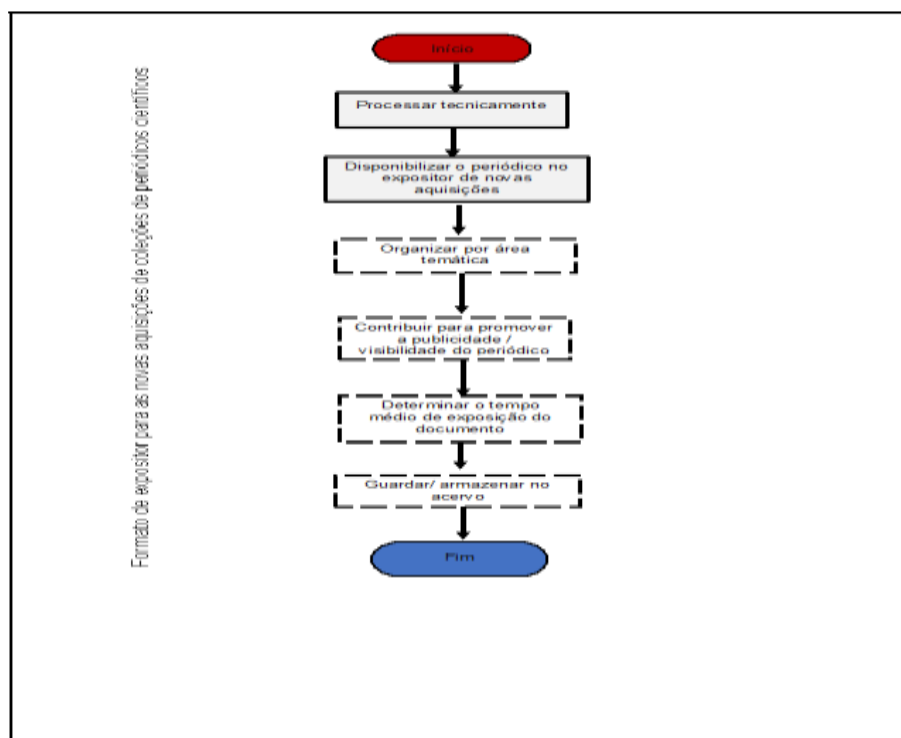 Formato de expositor para as novas aquisições de coleções de periódicos científicos
Início
Processar tecnicamente
Disponibilizar o periódico no
expositor de novas
aquisições
Organizar por área
temática
Contribuir para promover
a publicidade /
visibilidade do periódico
Determinar o tempo
médio de exposição do
documento
Guardar/ armazenar no
acervo
Fim